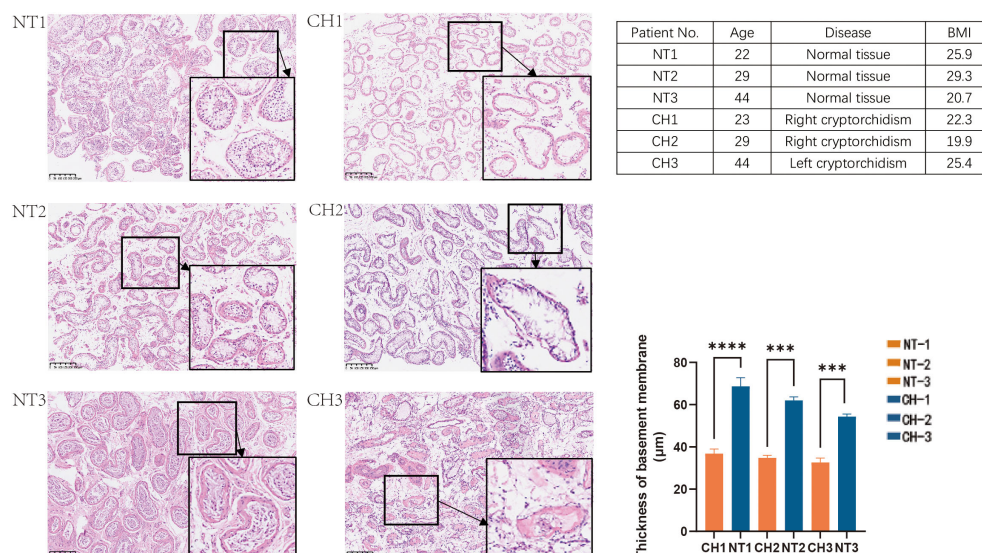 NT1
CH1
NT2
CH2
NT3
CH3
Patient No. Age Disease BMI
NT1 22 Normal tissue 25.9
NT2 29 Normal tissue 29.3
NT3 44 Normal tissue 20.7
CH1 23 Right cryptorchidism 22.3
CH2 29 Right cryptorchidism 19.9
CH3 44 Left cryptorchidism 25.4
Thickness of basement membrane
(μm)
80
60
40
20
0
**** *** ***
CH1 NT1 CH2 NT2 CH3 NT3
NT-1
NT-2
NT-3
CH-1
CH-2
CH-3